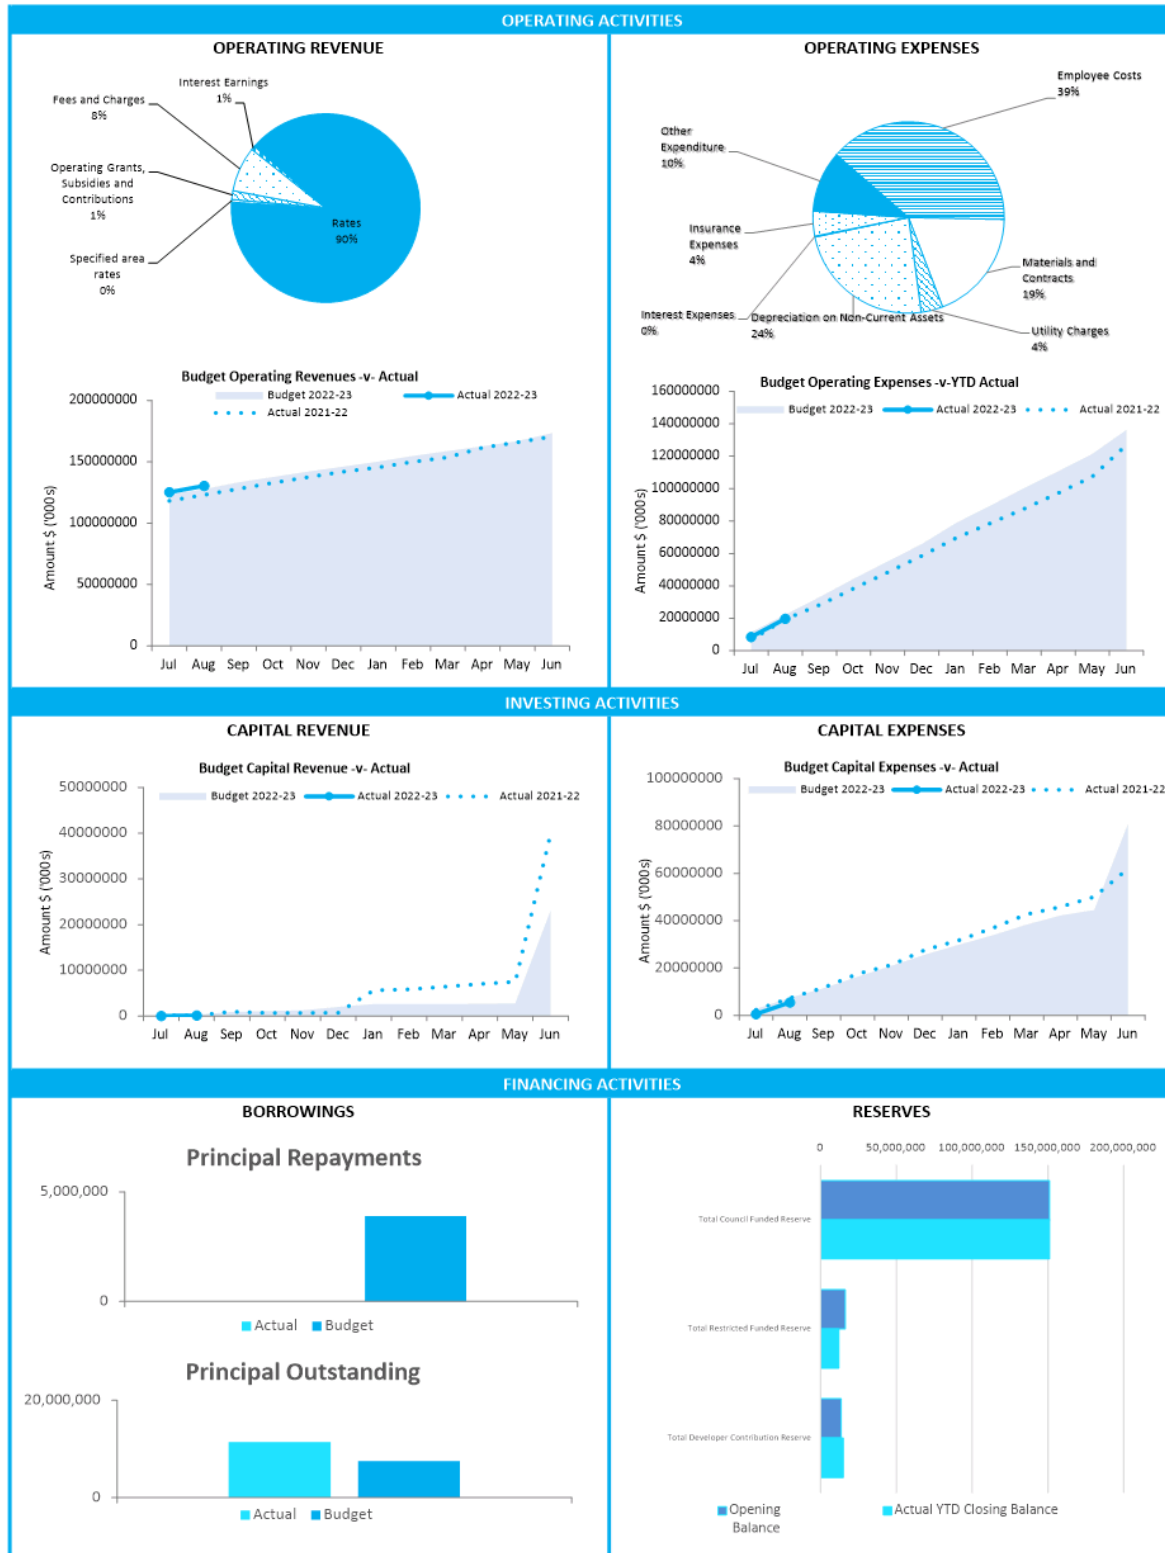 OPERATING ACTIVITIES
OPERATING REVENUE
Interest Earnings
1%
Fees and Charges
8%
Operating Grants,
Subsidies and
Contributions
1%
Specified area
rates
0%
Rates
90%
Budget Operating Revenues -v- Actual
Budget 2022-23
Actual 2022-23
Actual 2021-22
Amount $ ('000s)
200000000
150000000
100000000
50000000
0
Jul Aug Sep Oct Nov Dec Jan Feb Mar Apr May Jun
OPERATING EXPENSES
Employee Costs
39%
Other
Expenditure
10%
Insurance
Expenses
4%
Materials and
Contracts
19%
Interest Expenses
0%
Depreciation on Non-Current Assets
24%
Utility Charges
4%
Budget Operating Expenses -v-YTD Actual
Budget 2022-23
Actual 2022-23
Actual 2021-22
Amount $ ('000s)
160000000
140000000
120000000
100000000
80000000
60000000
40000000
20000000
0
Jul Aug Sep Oct Nov Dec Jan Feb Mar Apr May Jun
INVESTING ACTIVITIES
CAPITAL REVENUE
Budget Capital Revenue -v- Actual
Budget 2022-23
Actual 2022-23
Actual 2021-22
Amount $ ('000s)
50000000
40000000
30000000
20000000
10000000
0
Jul Aug Sep Oct Nov Dec Jan Feb Mar Apr May Jun
CAPITAL EXPENSES
Budget Capital Expenses -v- Actual
Budget 2022-23
Actual 2022-23
Actual 2021-22
Amount $ ('000s)
100000000
80000000
60000000
40000000
20000000
0
Jul Aug Sep Oct Nov Dec Jan Feb Mar Apr May Jun
FINANCING ACTIVITIES
BORROWINGS
Principal Repayments
5,000,000
0
Actual Budget
Principal Outstanding
20,000,000
0
Actual Budget
RESERVES
0 50,000,000 100,000,000 150,000,000 200,000,000
Total Council Funded Reserve
Total Restricted Funded Reserve
Total Developer Contribution Reserve
Opening
Balance
Actual YTD Closing Balance